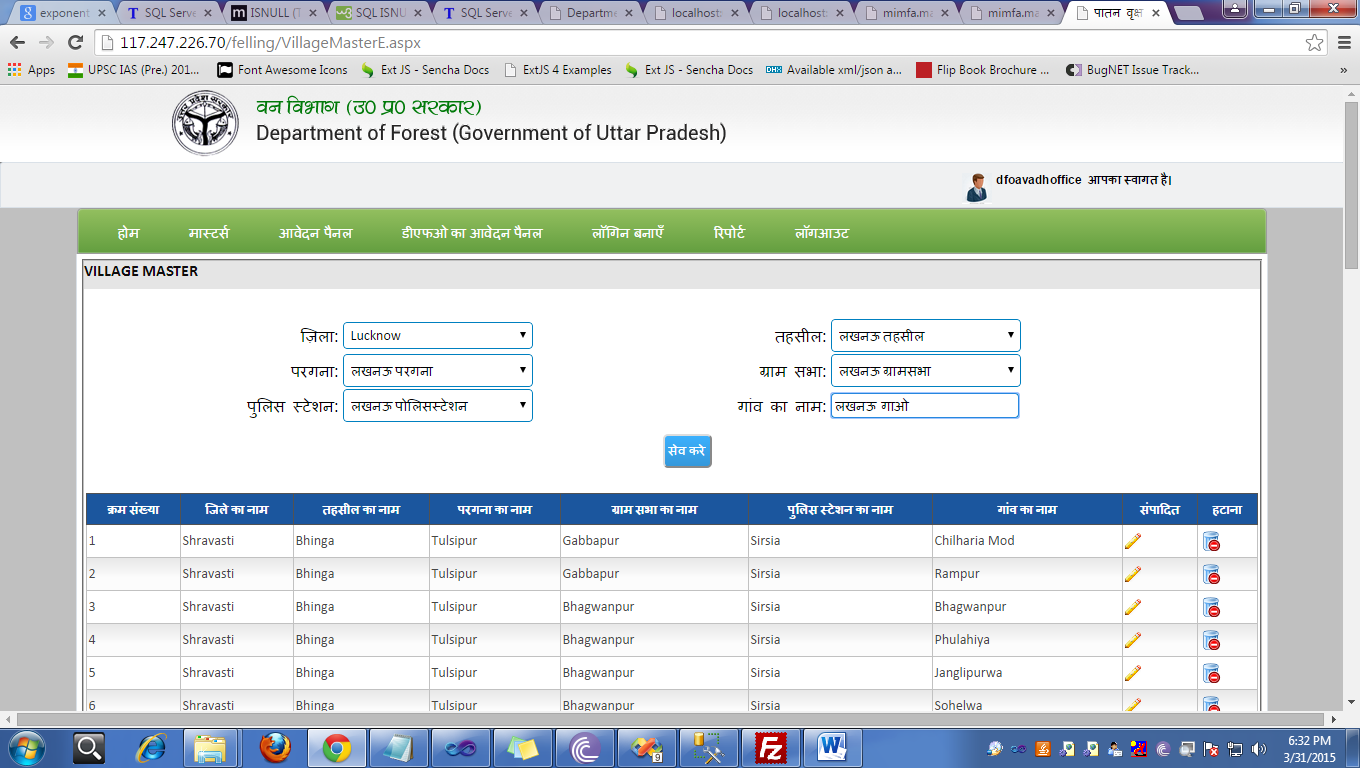 exponent
SQL Serve
ISNULL (T
SQL ISNU
SQL Serve
Departme
localhost:
localhost:
mimfa.ma
mimfa.ma
पातन वृक्ष
117.247.226.70/felling/VillageMasterE.aspx
Apps UPSC IAS (Pre.) 201... Font Awesome Icons Ext JS - Sencha Docs ExtJS 4 Examples Ext JS - Sencha Docs Available xml/json a... Flip Book Brochure ... BugNET Issue Track... »
वन विभाग (उ0 प्र0 सरकार)
Department of Forest (Government of Uttar Pradesh)
dfoavadhoffice आपका स्वागत है।
होम मास्टर्स आवेदन पैनल डीएफओ का आवेदन पैनल लॉगिन बनाएँ रिपोर्ट लॉगआउट
VILLAGE MASTER
ज़िला: Lucknow तहसील: लखनऊ तहसील
परगना: लखनऊ परगना ग्राम सभा: लखनऊ ग्रामसभा
पुलिस स्टेशन: लखनऊ पोलिसस्टेशन गांव का नाम: लखनऊ गाओ
सेव करे
क्रम संख्या जिले का नाम तहसील का नाम परगना का नाम ग्राम सभा का नाम पुलिस स्टेशन का नाम गांव का नाम संपादित हटाना
1 Shravasti Bhinga Tulsipur Gabbapur Sirsia Chilharia Mod
2 Shravasti Bhinga Tulsipur Gabbapur Sirsia Rampur
3 Shravasti Bhinga Tulsipur Bhagwanpur Sirsia Bhagwanpur
4 Shravasti Bhinga Tulsipur Bhagwanpur Sirsia Phulahiya
5 Shravasti Bhinga Tulsipur Bhagwanpur Sirsia Janglipurwa
6 Shravasti Bhinga Tulsipur Bhagwanpur Sirsia Sohelwa
6:32 PM
3/31/2015